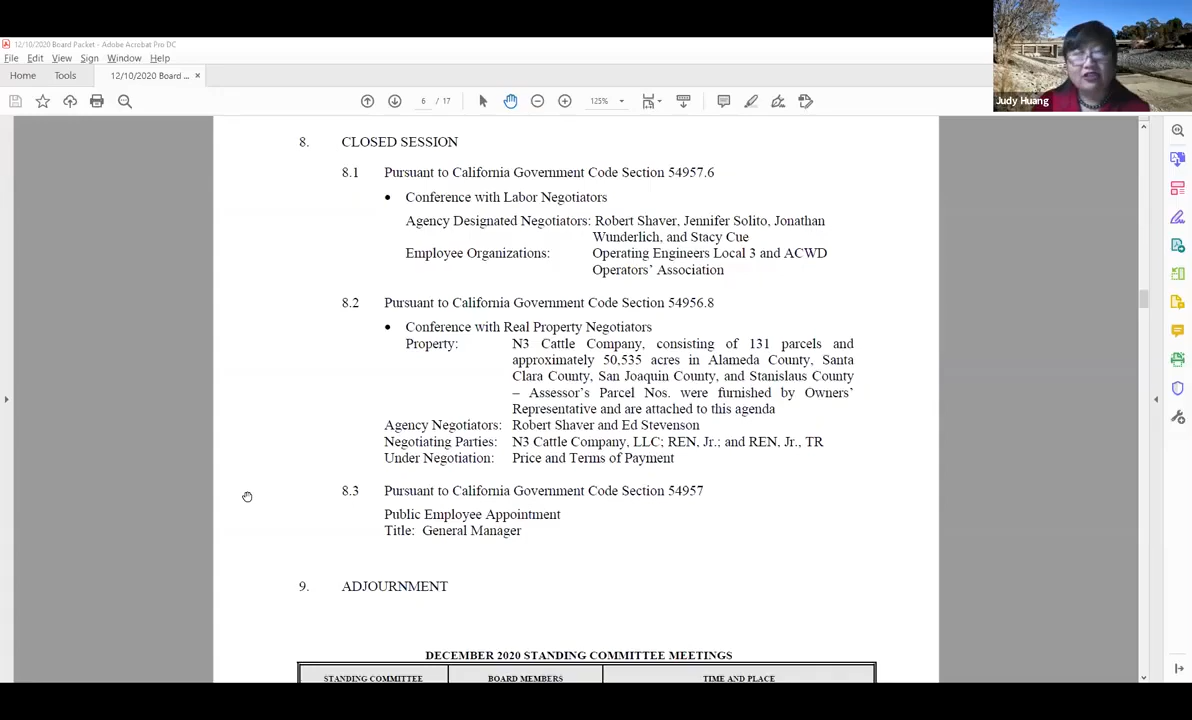 12/10/2020 Board Packet - Adobe Acrobat Pro DC
File Edit View Sign Window Help
Home Tools 12/10/2020 Board ... ×
6 / 17 125%
Judy Huang
8. CLOSED SESSION
8.1 Pursuant to California Government Code Section 54957.6
• Conference with Labor Negotiators
Agency Designated Negotiators: Robert Shaver, Jennifer Solito, Jonathan
Wunderlich, and Stacy Cue
Employee Organizations: Operating Engineers Local 3 and ACWD
Operators' Association
8.2 Pursuant to California Government Code Section 54956.8
• Conference with Real Property Negotiators
Property: N3 Cattle Company, consisting of 131 parcels and
approximately 50,535 acres in Alameda County, Santa
Clara County, San Joaquin County, and Stanislaus County
– Assessor's Parcel Nos. were furnished by Owners'
Representative and are attached to this agenda
Agency Negotiators: Robert Shaver and Ed Stevenson
Negotiating Parties: N3 Cattle Company, LLC; REN, Jr.; and REN, Jr., TR
Under Negotiation: Price and Terms of Payment
8.3 Pursuant to California Government Code Section 54957
Public Employee Appointment
Title: General Manager
9. ADJOURNMENT
DECEMBER 2020 STANDING COMMITTEE MEETINGS
STANDING COMMITTEE BOARD MEMBERS TIME AND PLACE